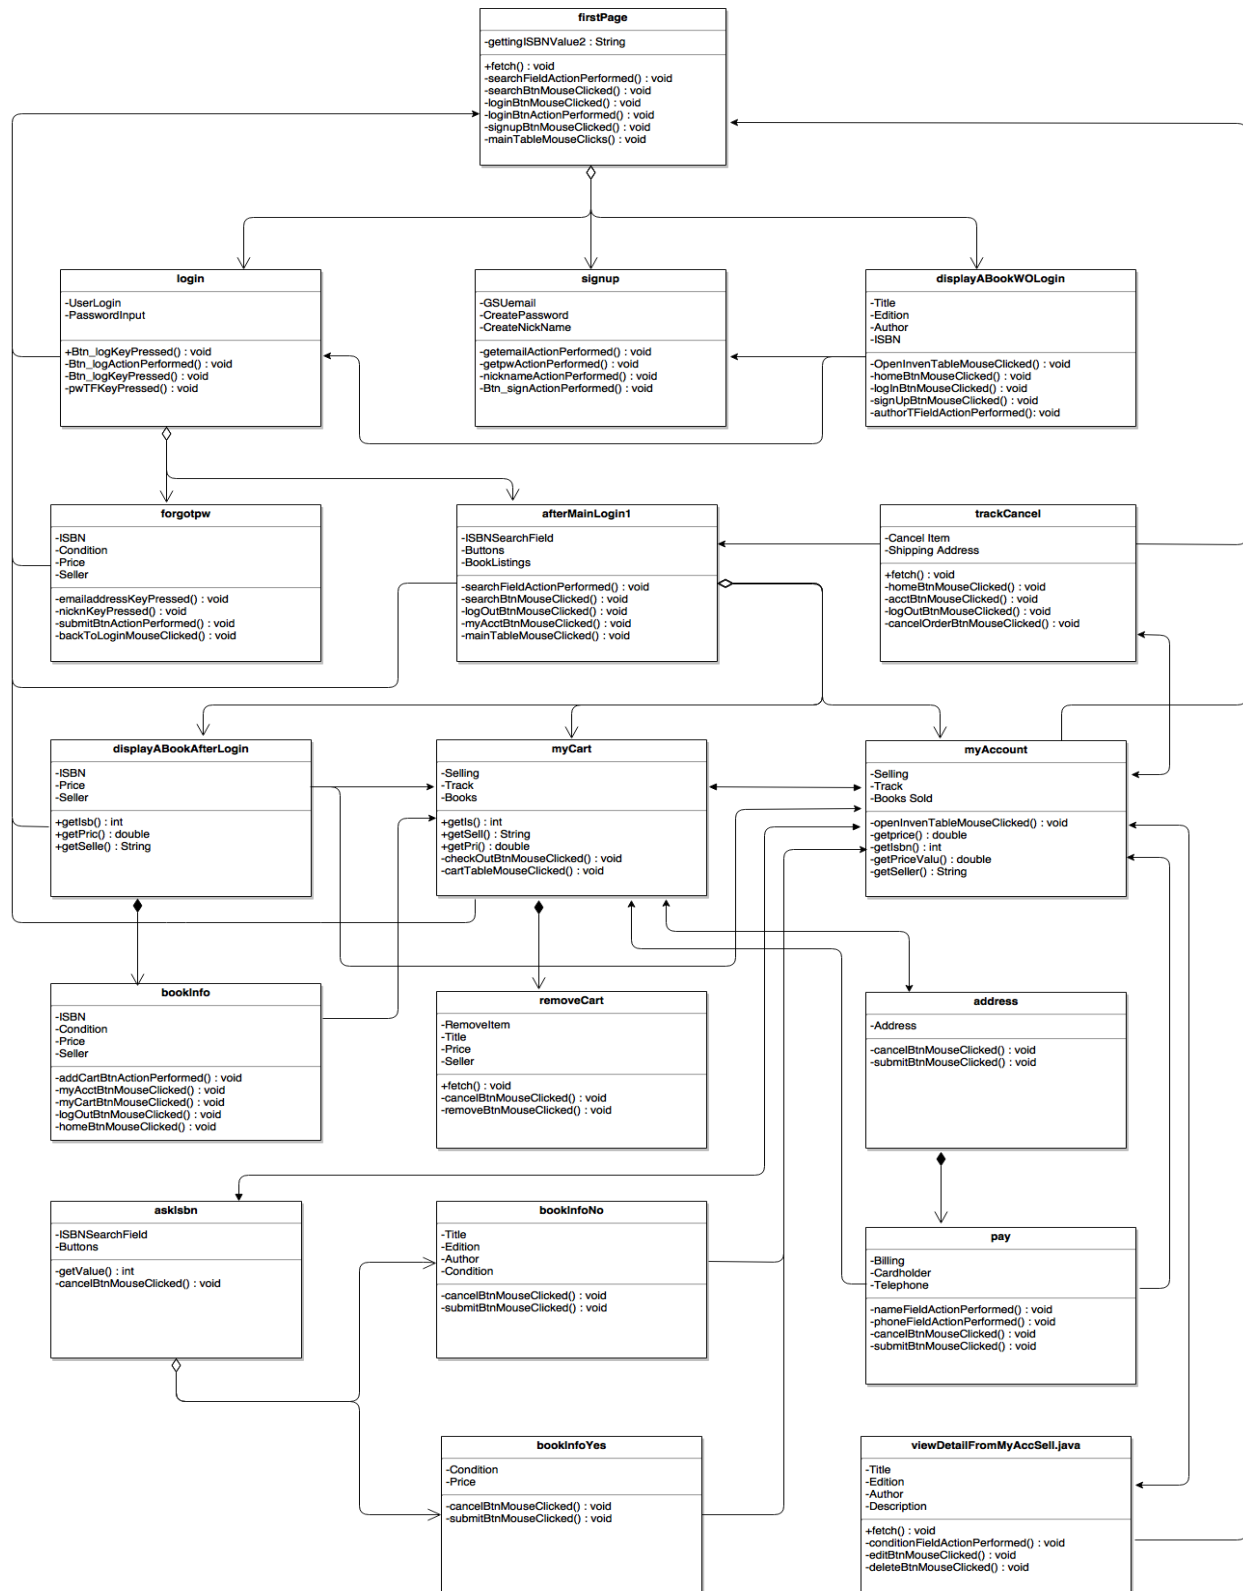 firstPage
-gettingISBNValue2 : String
+fetch() : void
-searchFieldActionPerformed() : void
-searchBtnMouseClicked() : void
-loginBtnMouseClicked() : void
-loginBtnActionPerformed() : void
-signupBtnMouseClicked() : void
-mainTableMouseClicks() : void
login
-UserLogin
-PasswordInput
+Btn_logKeyPressed() : void
-Btn_logActionPerformed() : void
-Btn_logKeyPressed() : void
-pwTFKeyPressed() : void
signup
-GSUemail
-CreatePassword
-CreateNickName
-getemailActionPerformed() : void
-getpwActionPerformed() : void
-nicknameActionPerformed() : void
-Btn_signActionPerformed() : void
displayABookWOLogin
-Title
-Edition
-Author
-ISBN
-OpenInvenTableMouseClicked() : void
-homeBtnMouseClicked() : void
-logInBtnMouseClicked() : void
-signUpBtnMouseClicked() : void
-authorTFieldActionPerformed(): void
forgotpw
-ISBN
-Condition
-Price
-Seller
-emailaddressKeyPressed() : void
-nicknKeyPressed() : void
-submitBtnActionPerformed() : void
-backToLoginMouseClicked() : void
afterMainLogin1
-ISBNSearchField
-Buttons
-BookListings
-searchFieldActionPerformed() : void
-searchBtnMouseClicked() : void
-logOutBtnMouseClicked() : void
-myAcctBtnMouseClicked() : void
-mainTableMouseClicked() : void
trackCancel
-Cancel Item
-Shipping Address
+fetch() : void
-homeBtnMouseClicked() : void
-acctBtnMouseClicked() : void
-logOutBtnMouseClicked() : void
-cancelOrderBtnMouseClicked() : void
displayABookAfterLogin
-ISBN
-Price
-Seller
+getIsb() : int
+getPric() : double
+getSelle() : String
myCart
-Selling
-Track
-Books
+getIs() : int
+getSell() : String
+getPri() : double
-checkOutBtnMouseClicked() : void
-cartTableMouseClicked() : void
myAccount
-Selling
-Track
-Books Sold
-openInvenTableMouseClicked() : void
-getprice() : double
-getIsbn() : int
-getPriceValu() : double
-getSeller() : String
bookInfo
-ISBN
-Condition
-Price
-Seller
-addCartBtnActionPerformed() : void
-myAcctBtnMouseClicked() : void
-myCartBtnMouseClicked() : void
-logOutBtnMouseClicked() : void
-homeBtnMouseClicked() : void
removeCart
-RemoveItem
-Title
-Price
-Seller
+fetch() : void
-cancelBtnMouseClicked() : void
-removeBtnMouseClicked() : void
address
-Address
-cancelBtnMouseClicked() : void
-submitBtnMouseClicked() : void
askIsbn
-ISBNSearchField
-Buttons
-getValue() : int
-cancelBtnMouseClicked() : void
bookInfoNo
-Title
-Edition
-Author
-Condition
-cancelBtnMouseClicked() : void
-submitBtnMouseClicked() : void
pay
-Billing
-Cardholder
-Telephone
-nameFieldActionPerformed() : void
-phoneFieldActionPerformed() : void
-cancelBtnMouseClicked() : void
-submitBtnMouseClicked() : void
bookInfoYes
-Condition
-Price
-cancelBtnMouseClicked() : void
-submitBtnMouseClicked() : void
viewDetailFromMyAccSell.java
-Title
-Edition
-Author
-Description
+fetch() : void
-conditionFieldActionPerformed() : void
-editBtnMouseClicked() : void
-deleteBtnMouseClicked() : void